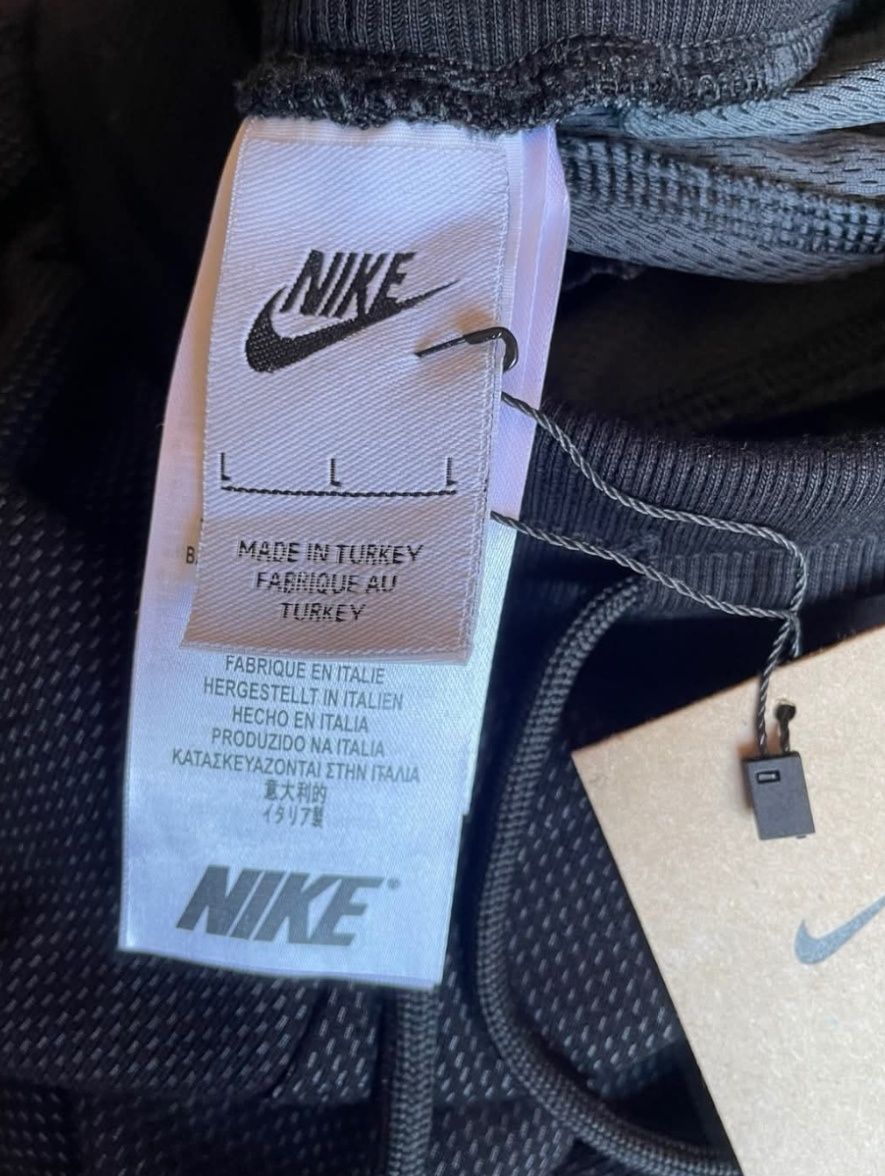 NIKE
L L L
MADE IN TURKEY
FABRIQUE AU
TURKEY
FABRIQUE EN ITALIE
HERGESTELLT IN ITALIEN
HECHO EN ITALIA
PRODUZIDO NA ITALIA
ΚΑΤΑΣΚΕΥΑΖΟΝΤΑΙ ΣΤΗΝ ΙΤΑΛΙΑ
意大利的
イタリア製
NIKE®